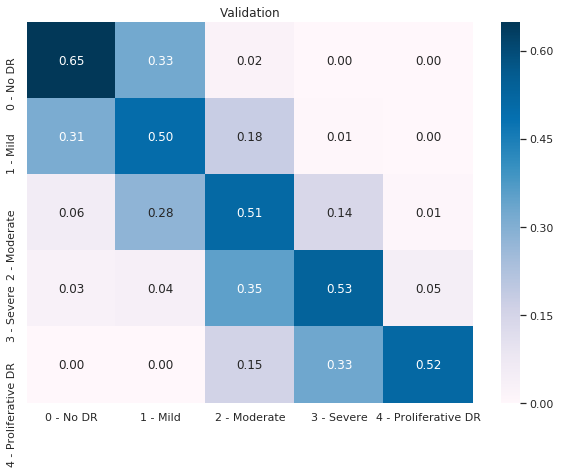 Validation
0 - No DR
0.65 0.33 0.02 0.00 0.00
1 - Mild
0.31 0.50 0.18 0.01 0.00
2 - Moderate
0.06 0.28 0.51 0.14 0.01
3 - Severe
0.03 0.04 0.35 0.53 0.05
4 - Proliferative DR
0.00 0.00 0.15 0.33 0.52
0 - No DR 1 - Mild 2 - Moderate 3 - Severe 4 - Proliferative DR
0.60
0.45
0.30
0.15
0.00